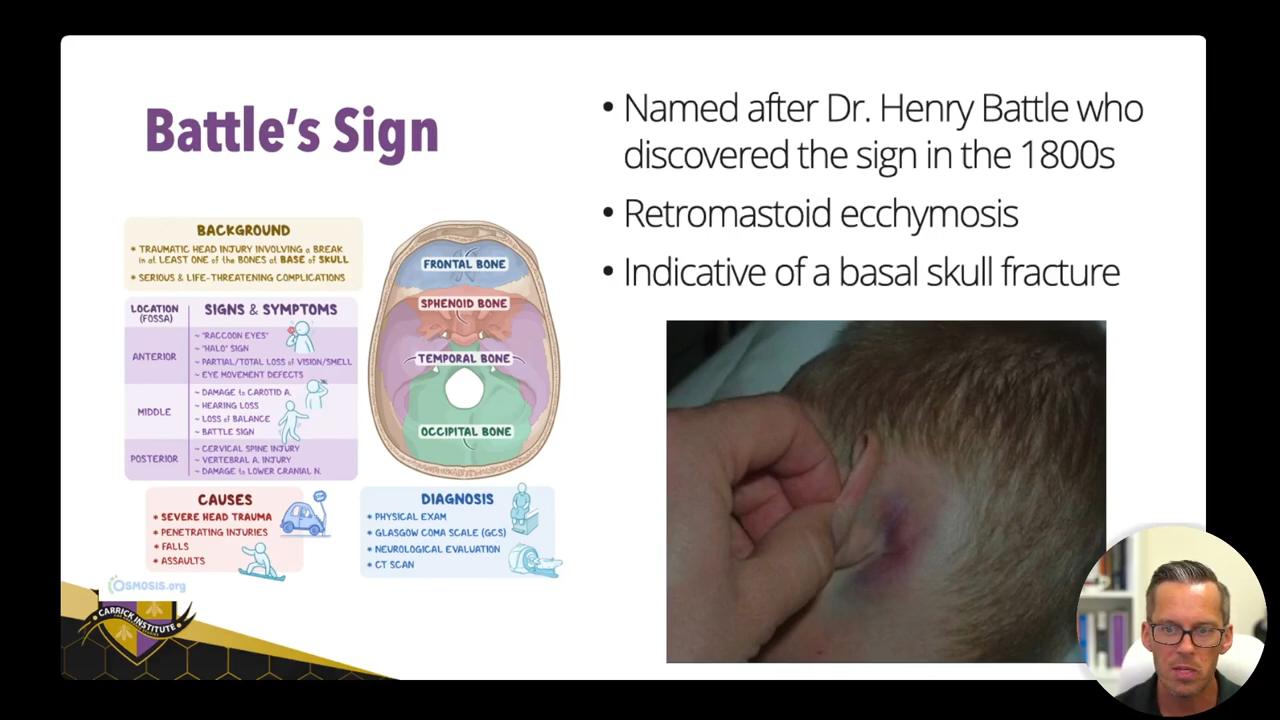 Battle's Sign
• Named after Dr. Henry Battle who
discovered the sign in the 1800s
• Retromastoid ecchymosis
• Indicative of a basal skull fracture
BACKGROUND
* TRAUMATIC HEAD INJURY INVOLVING a BREAK
in at LEAST ONE of the BONES at BASE of SKULL
* SERIOUS & LIFE-THREATENING COMPLICATIONS
LOCATION
(FOSSA)
SIGNS & SYMPTOMS
ANTERIOR
~ "RACCOON EYES"
~ "HALO" SIGN
~ PARTIAL/TOTAL LOSS of VISION/SMELL
~ EYE MOVEMENT DEFECTS
MIDDLE
~ DAMAGE to CAROTID A.
~ HEARING LOSS
~ LOSS of BALANCE
~ BATTLE SIGN
POSTERIOR
~ CERVICAL SPINE INJURY
~ VERTEBRAL A. INJURY
~ DAMAGE to LOWER CRANIAL N.
FRONTAL BONE
SPHENOID BONE
TEMPORAL BONE
OCCIPITAL BONE
CAUSES
* SEVERE HEAD TRAUMA
* PENETRATING INJURIES
* FALLS
* ASSAULTS
DIAGNOSIS
* PHYSICAL EXAM
* GLASGOW COMA SCALE (GCS)
* NEUROLOGICAL EVALUATION
* CT SCAN
OSMOSIS.org
CARRICK INSTITUTE